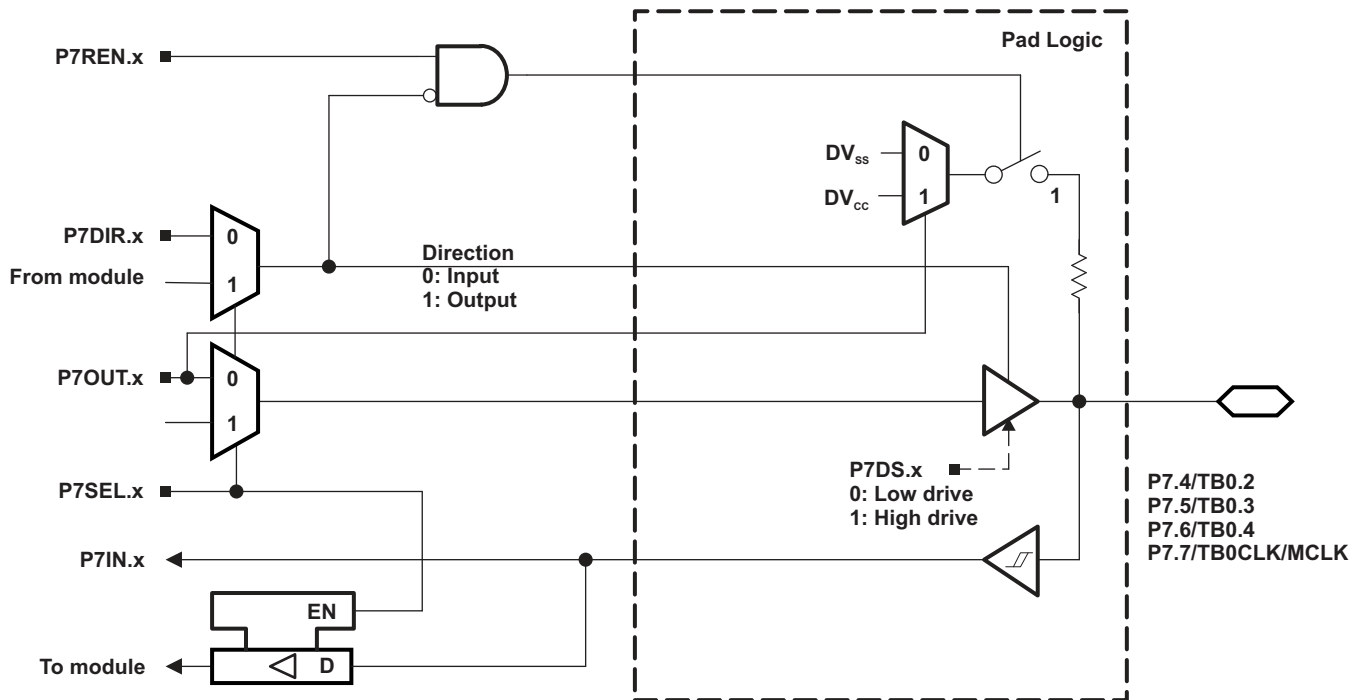 Pad Logic
P7REN.x
DVSS
0
DVCC
1
1
P7DIR.x
0
From module
1
Direction
0: Input
1: Output
P7OUT.x
0
1
P7DS.x
0: Low drive
1: High drive
P7SEL.x
P7.4/TB0.2
P7.5/TB0.3
P7.6/TB0.4
P7.7/TB0CLK/MCLK
P7IN.x
EN
To module
D